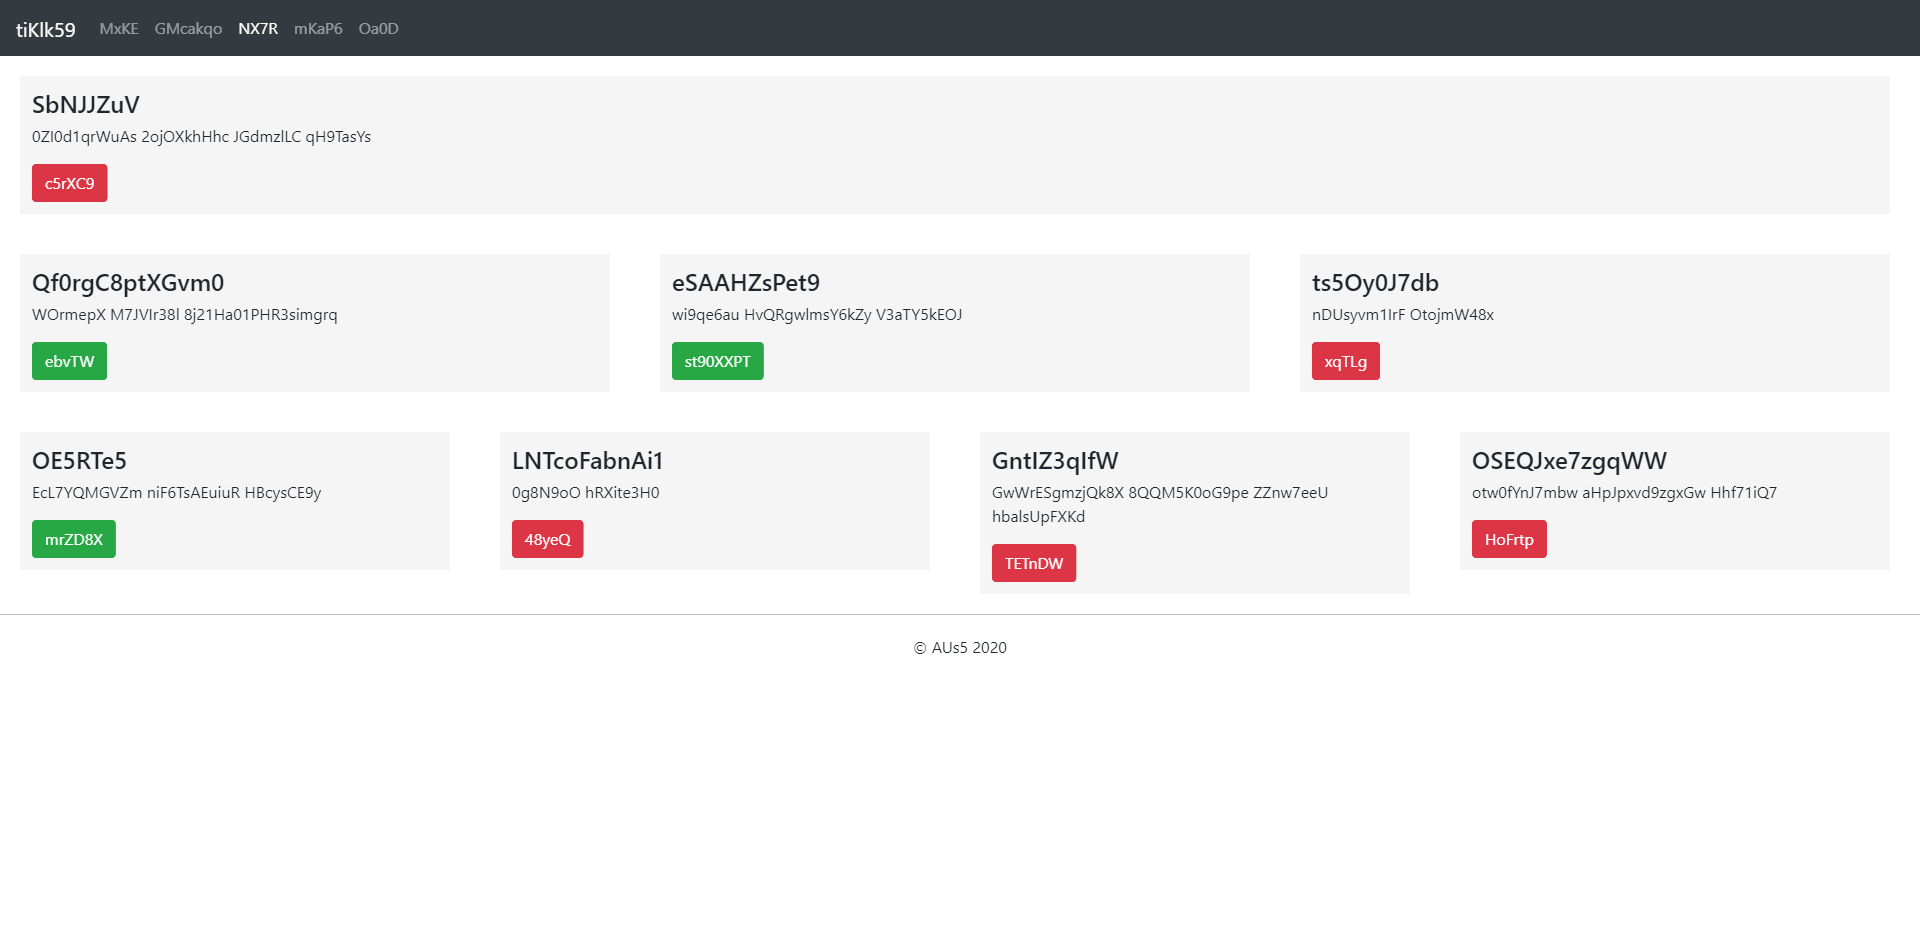 tiKlk59 MxKE GMcakqo NX7R mKaP6 Oa0D
SbNJJZuV
0ZI0d1qrWuAs 2ojOXkhHhc JGdmzlLC qH9TasYs
c5rXC9
Qf0rgC8ptXGvm0
WOrmepX M7JVIr38l 8j21Ha01PHR3simgrq
ebvTW
eSAAHZsPet9
wi9qe6au HvQRgwlmsY6kZy V3aTY5kEOJ
st90XXPT
ts5Oy0J7db
nDUsyvm1IrF OtojmW48x
xqTLg
OE5RTe5
EcL7YQMGVZm niF6TsAEuiuR HBcysCE9y
mrZD8X
LNTcoFabnAi1
0g8N9oO hRXite3H0
48yeQ
GntIZ3qIfW
GwWrESgmzjQk8X 8QQM5K0oG9pe ZZnw7eeU
hbalsUpFXKd
TETnDW
OSEQJxe7zgqWW
otw0fYnJ7mbw aHpJpxvd9zgxGw Hhf71iQ7
HoFrtp
© AUs5 2020